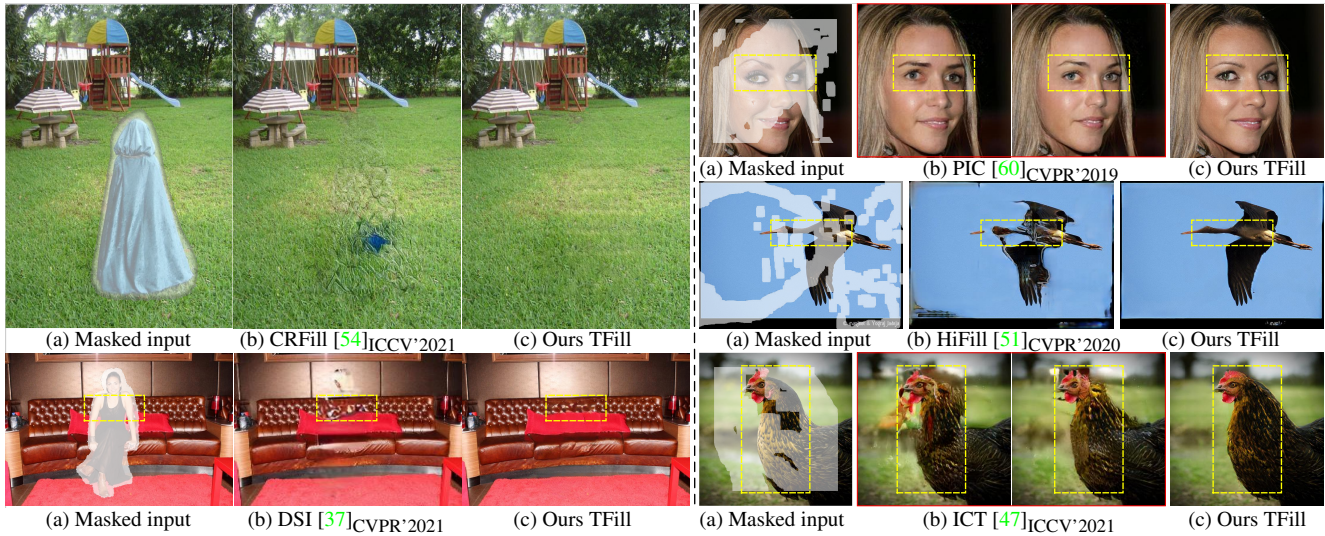 (a) Masked input (b) CRFill [54]ICCV'2021 (c) Ours TFill
(a) Masked input (b) DSI [37]CVPR'2021 (c) Ours TFill
(a) Masked input (b) PIC [60]CVPR'2019 (c) Ours TFill
(a) Masked input (b) HiFill [51]CVPR'2020 (c) Ours TFill
(a) Masked input (b) ICT [47]ICCV'2021 (c) Ours TFill